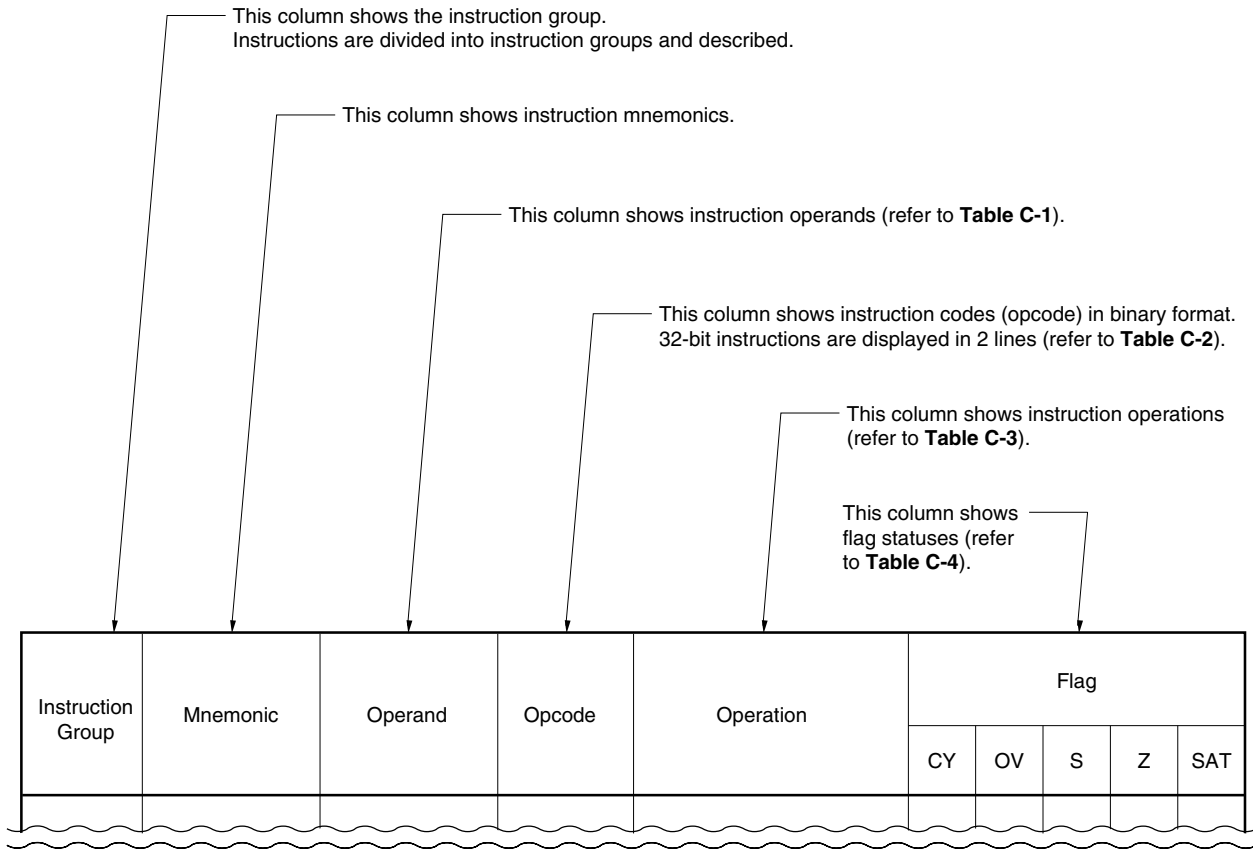 This column shows the instruction group.
Instructions are divided into instruction groups and described.
This column shows instruction mnemonics.
This column shows instruction operands (refer to Table C-1).
This column shows instruction codes (opcode) in binary format.
32-bit instructions are displayed in 2 lines (refer to Table C-2).
This column shows instruction operations
(refer to Table C-3).
This column shows
flag statuses (refer
to Table C-4).
Instruction
Group
Mnemonic
Operand
Opcode
Operation
Flag
CY
OV
S
Z
SAT